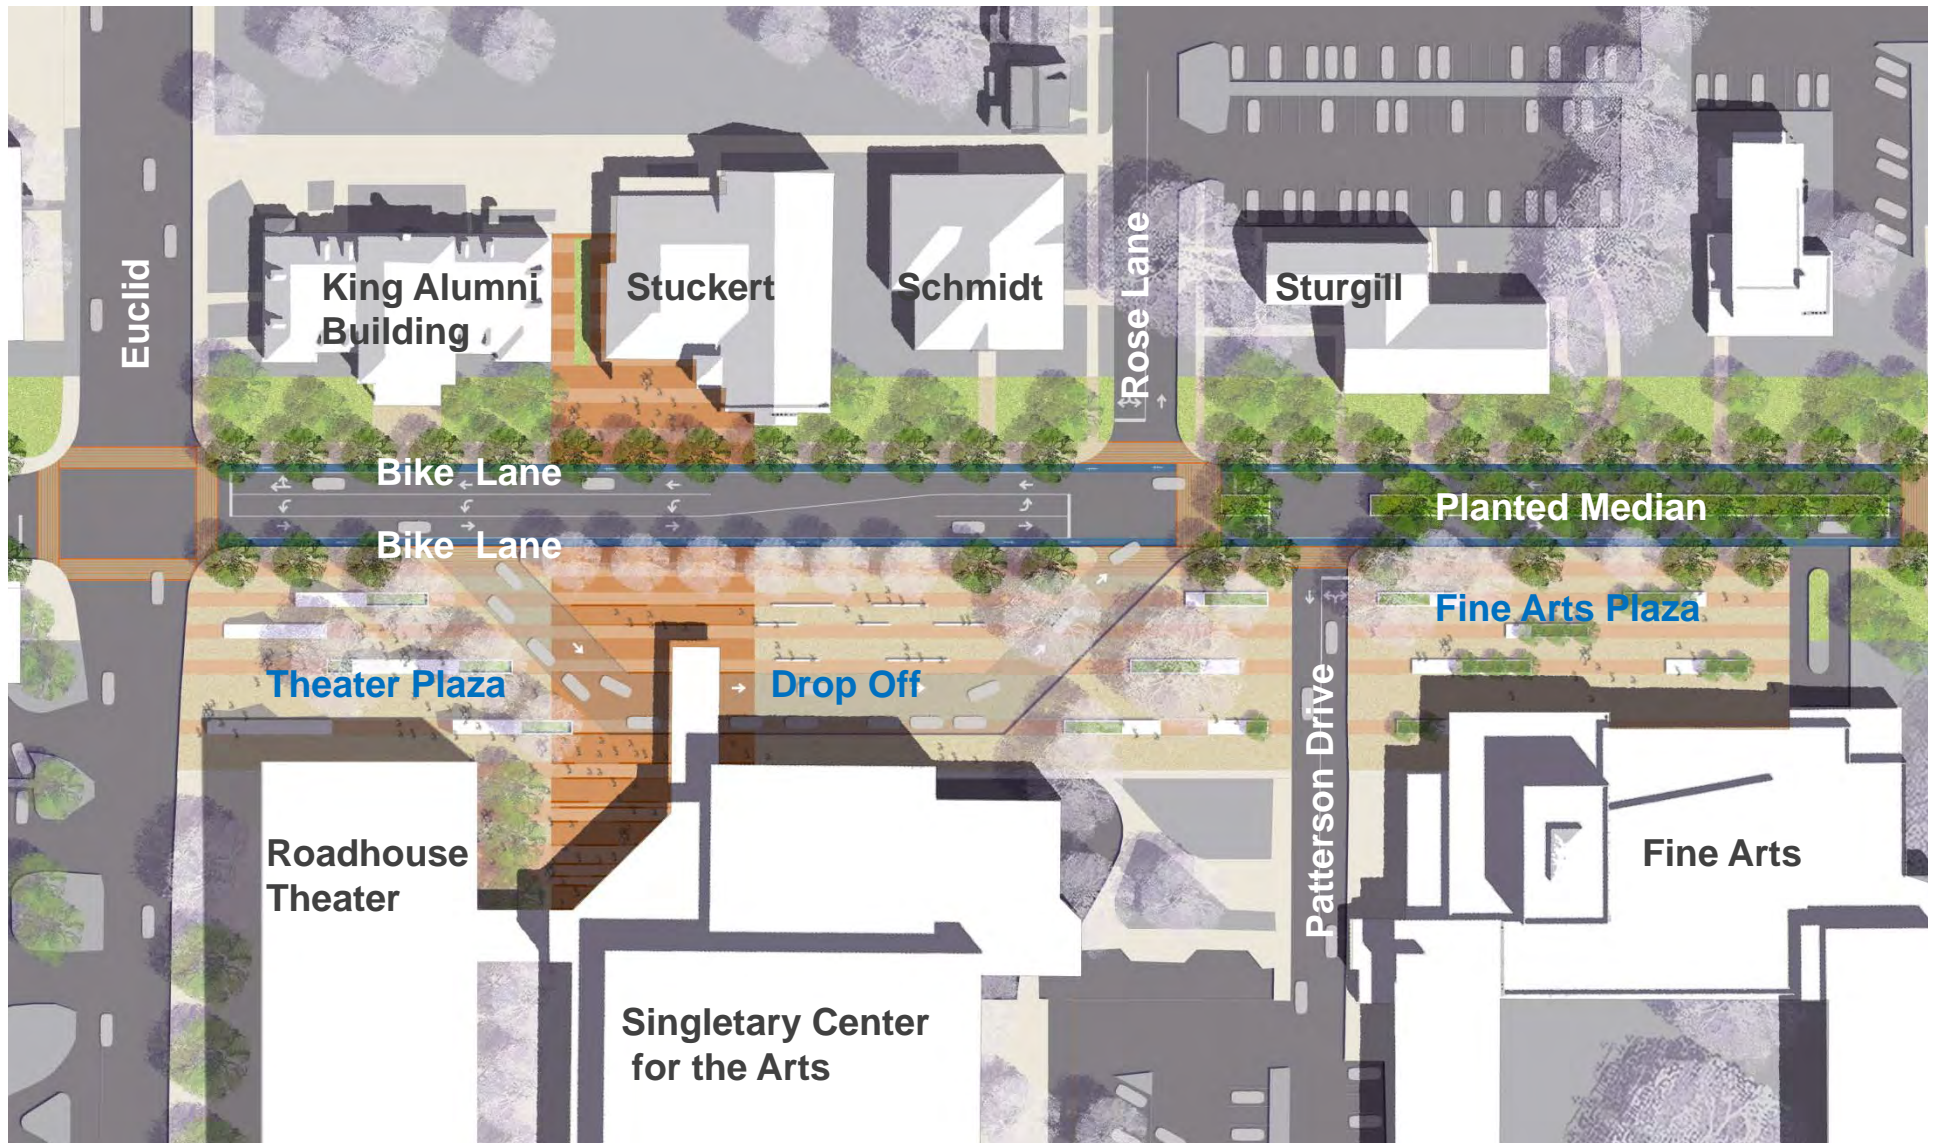 Euclid
King Alumni
Building
Stuckert
Schmidt
Rose Lane
Sturgill
Bike Lane
Planted Median
Bike Lane
Fine Arts Plaza
Theater Plaza
Drop Off
Patterson Drive
Roadhouse
Theater
Fine Arts
Singletary Center
for the Arts